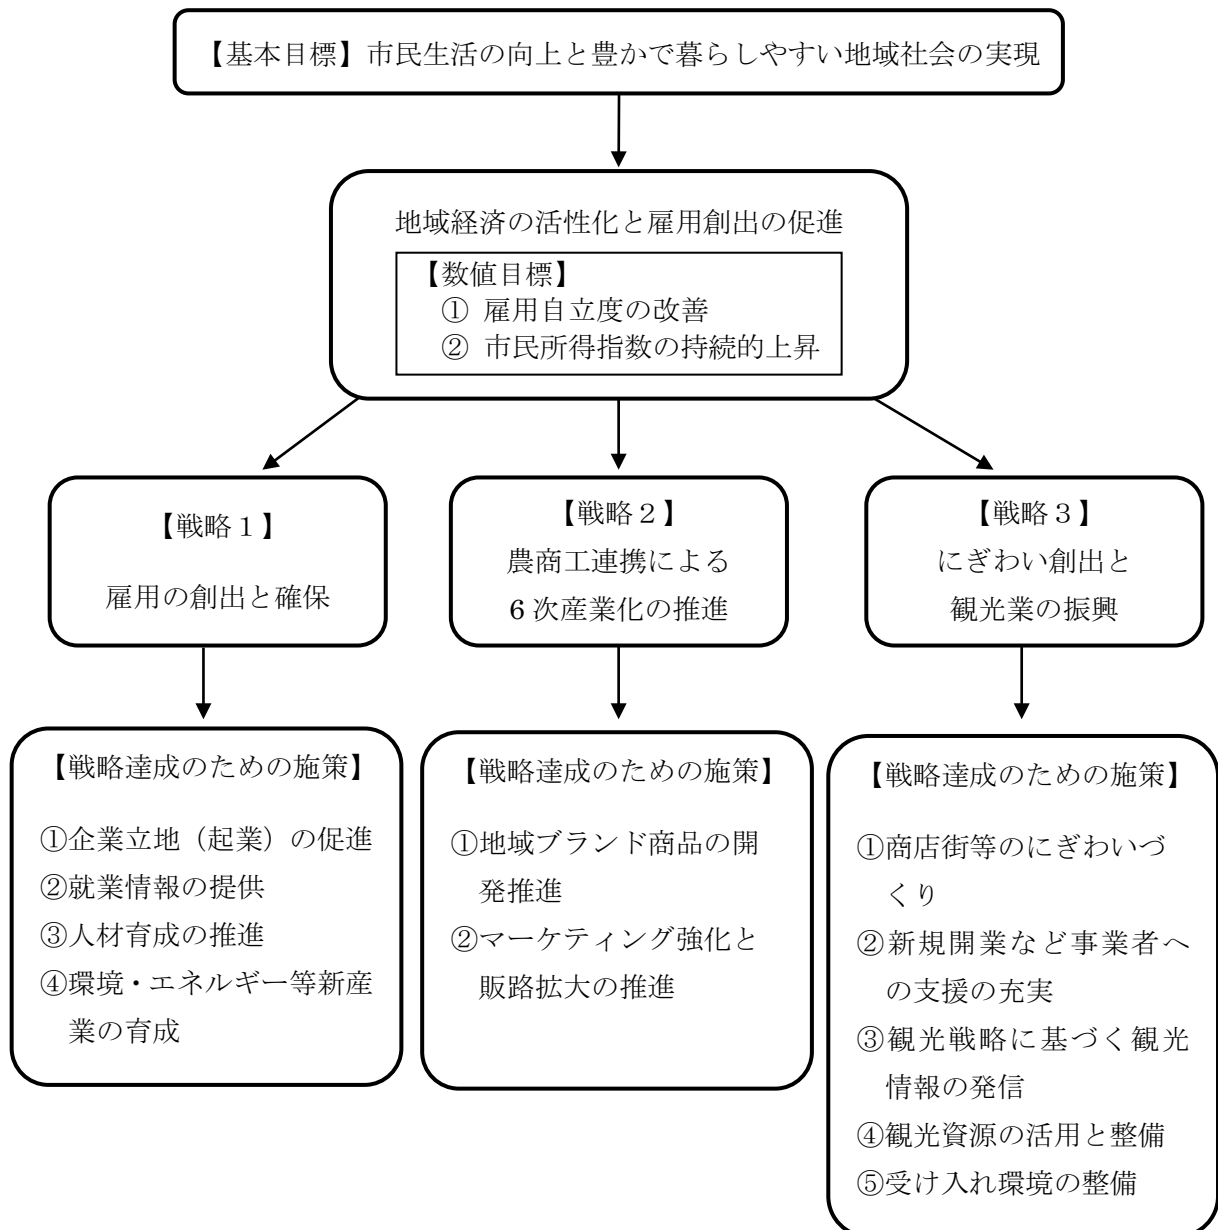 【基本目標】市民生活の向上と豊かで暮らしやすい地域社会の実現
地域経済の活性化と雇用創出の促進
【数値目標】
① 雇用自立度の改善
② 市民所得指数の持続的上昇
【戦略１】
雇用の創出と確保
【戦略２】
農商工連携による
６次産業化の推進
【戦略３】
にぎわい創出と
観光業の振興
【戦略達成のための施策】
①企業立地（起業）の促進
②就業情報の提供
③人材育成の推進
④環境・エネルギー等新産
業の育成
【戦略達成のための施策】
①地域ブランド商品の開
発推進
②マーケティング強化と
販路拡大の推進
【戦略達成のための施策】
①商店街等のにぎわいづ
くり
②新規開業など事業者へ
の支援の充実
③観光戦略に基づく観光
情報の発信
④観光資源の活用と整備
⑤受け入れ環境の整備